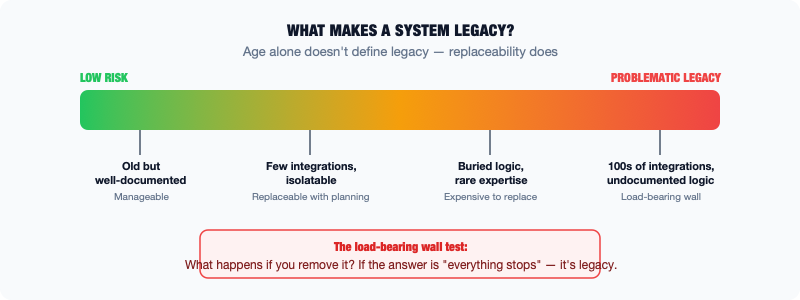 WHAT MAKES A SYSTEM LEGACY?
Age alone doesn't define legacy — replaceability does
LOW RISK
PROBLEMATIC LEGACY
Old but
well-documented
Manageable
Few integrations,
isolatable
Replaceable with planning
Buried logic,
rare expertise
Expensive to replace
100s of integrations,
undocumented logic
Load-bearing wall
The load-bearing wall test:
What happens if you remove it? If the answer is "everything stops" — it's legacy.